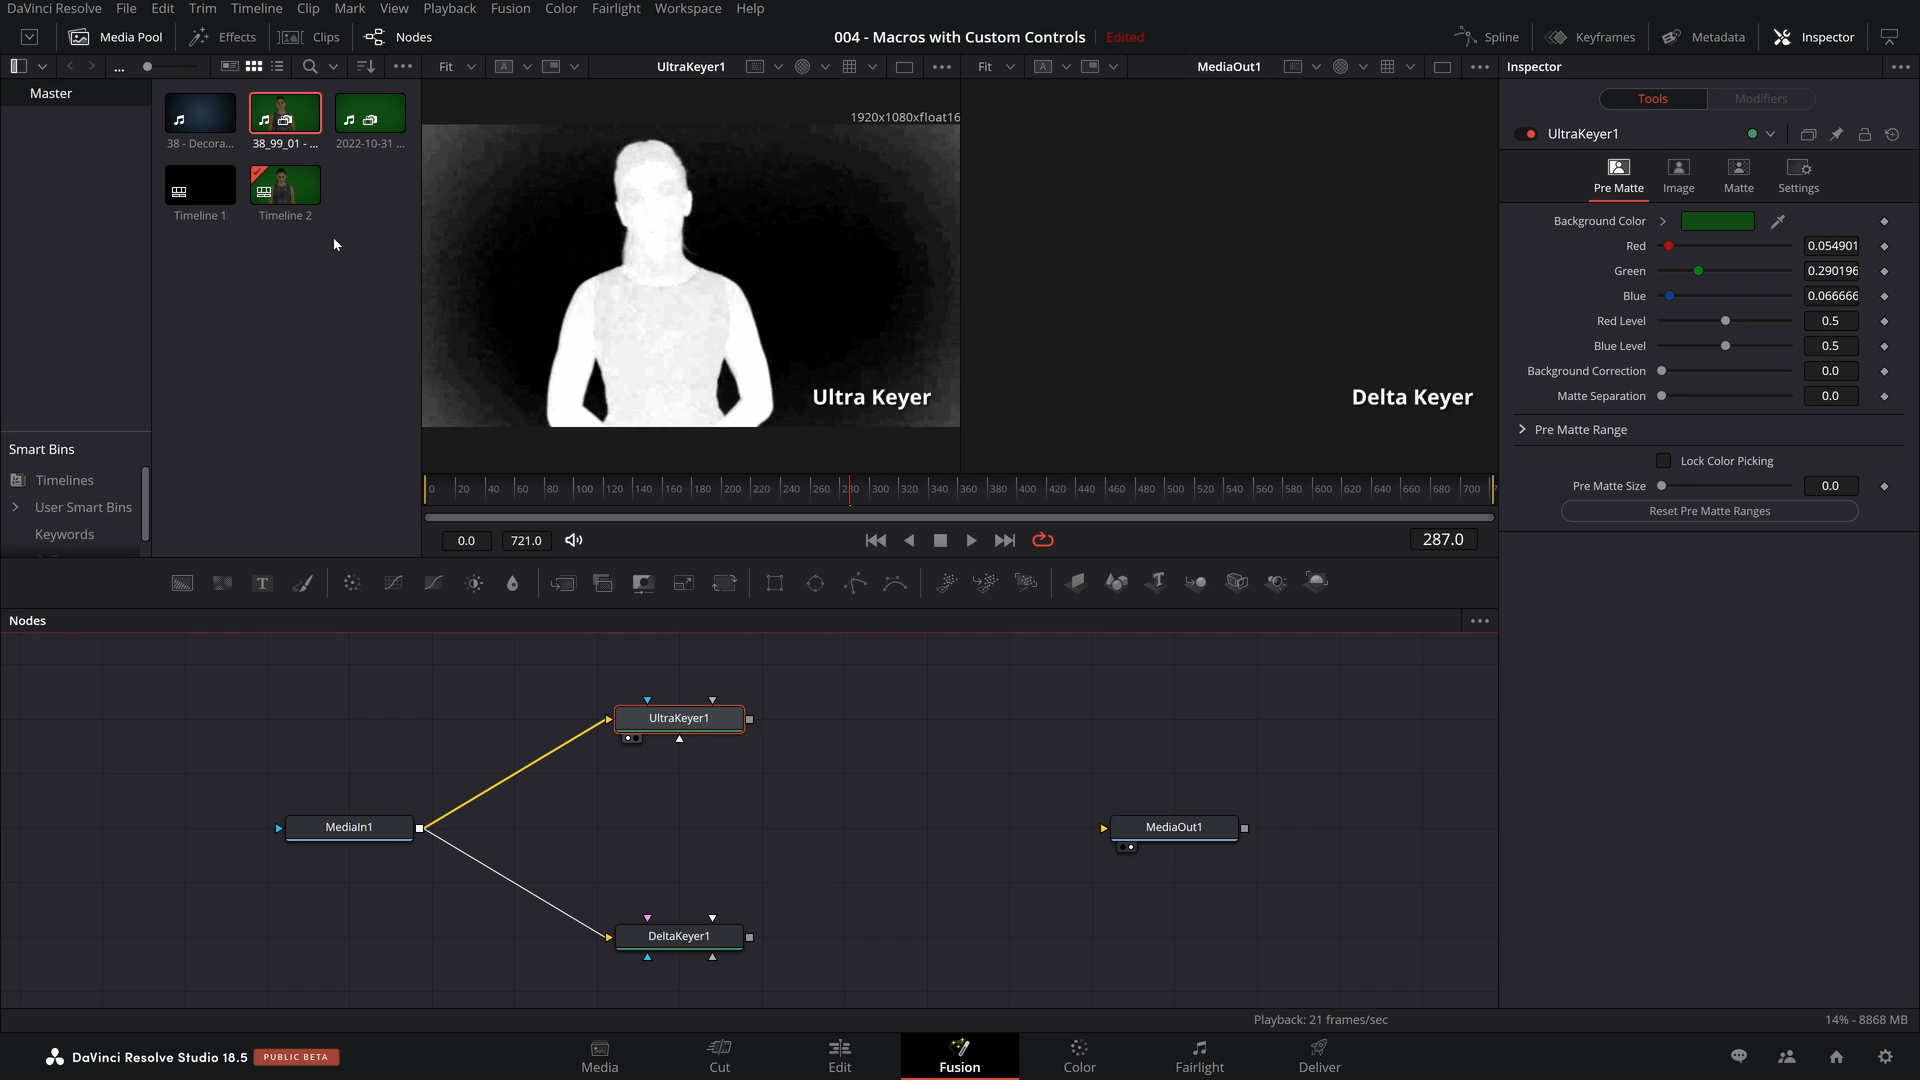 DaVinci Resolve File Edit Trim Timeline Clip Mark View Playback Fusion Color Fairlight Workspace Help
Media Pool Effects Clips Nodes 004 - Macros with Custom Controls Edited Spline Keyframes Metadata Inspector
... Fit A UltraKeyer1 Fit A MediaOut1 Inspector
Master
38 - Decora... 38_99_01 - ... 2022-10-31 ...
Timeline 1 Timeline 2
1920x1080xfloat16
Ultra Keyer
Delta Keyer
Tools Modifiers
UltraKeyer1
Pre Matte Image Matte Settings
Background Color
Red 0.054901
Green 0.290196
Blue 0.066666
Red Level 0.5
Blue Level 0.5
Background Correction 0.0
Matte Separation 0.0
Pre Matte Range
Lock Color Picking
Pre Matte Size 0.0
Reset Pre Matte Ranges
Smart Bins
Timelines
User Smart Bins
Keywords
0 20 40 60 80 100 120 140 160 180 200 220 240 260 280 300 320 340 360 380 400 420 440 460 480 500 520 540 560 580 600 620 640 660 680 700
0.0 721.0 287.0
T T
Nodes
UltraKeyer1
MediaIn1
MediaOut1
DeltaKeyer1
Playback: 21 frames/sec 14% - 8868 MB
DaVinci Resolve Studio 18.5 PUBLIC BETA
Media Cut Edit Fusion Color Fairlight Deliver